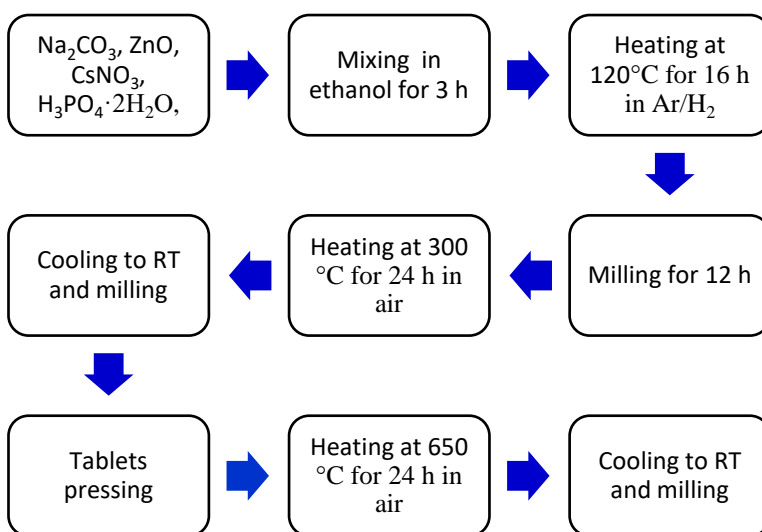 Na₂CO₃, ZnO,
CsNO₃,
H₃PO₄·2H₂O,
Mixing in
ethanol for 3 h
Heating at
120°C for 16 h
in Ar/H₂
Cooling to RT
and milling
Heating at 300
°C for 24 h in
air
Milling for 12 h
Tablets
pressing
Heating at 650
°C for 24 h in
air
Cooling to RT
and milling